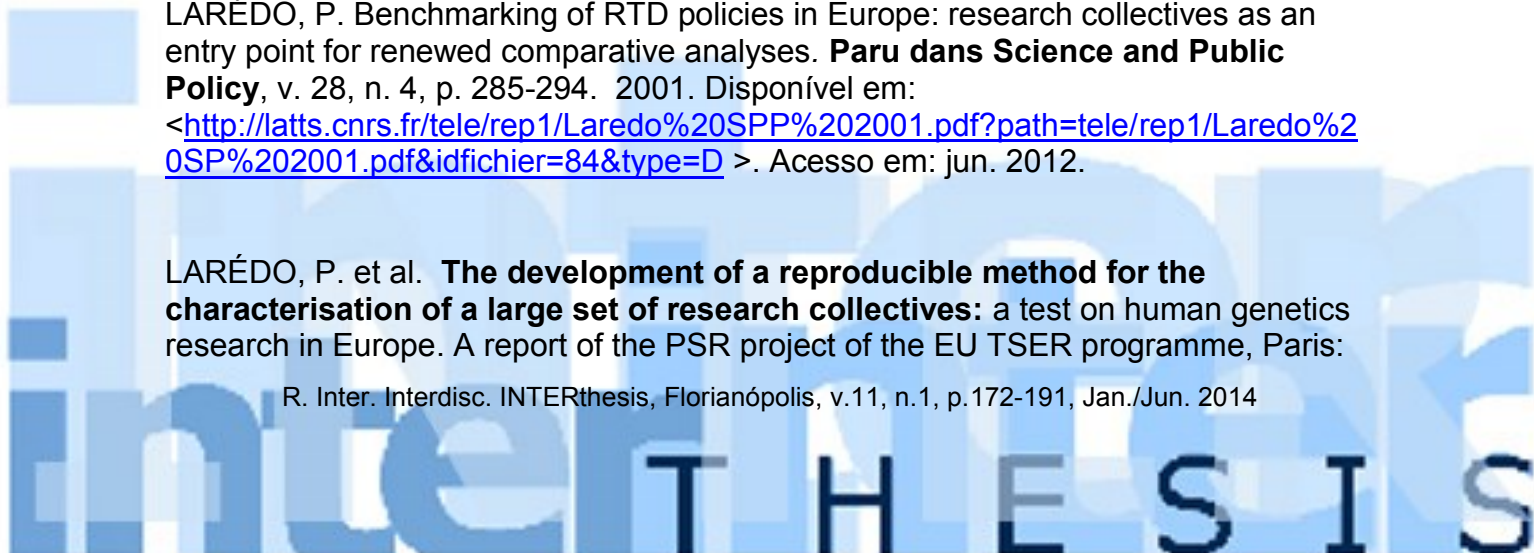 LARÉDO, P. Benchmarking of RTD policies in Europe: research collectives as an
entry point for renewed comparative analyses. Paru dans Science and Public
Policy, v. 28, n. 4, p. 285-294.  2001. Disponível em:
<http://latts.cnrs.fr/tele/rep1/Laredo%20SPP%202001.pdf?path=tele/rep1/Laredo%2
0SP%202001.pdf&idfichier=84&type=D >. Acesso em: jun. 2012.
LARÉDO, P. et al.  The development of a reproducible method for the
characterisation of a large set of research collectives: a test on human genetics
research in Europe. A report of the PSR project of the EU TSER programme, Paris:
R. Inter. Interdisc. INTERthesis, Florianópolis, v.11, n.1, p.172-191, Jan./Jun. 2014
inter
inter
inter
THESIS